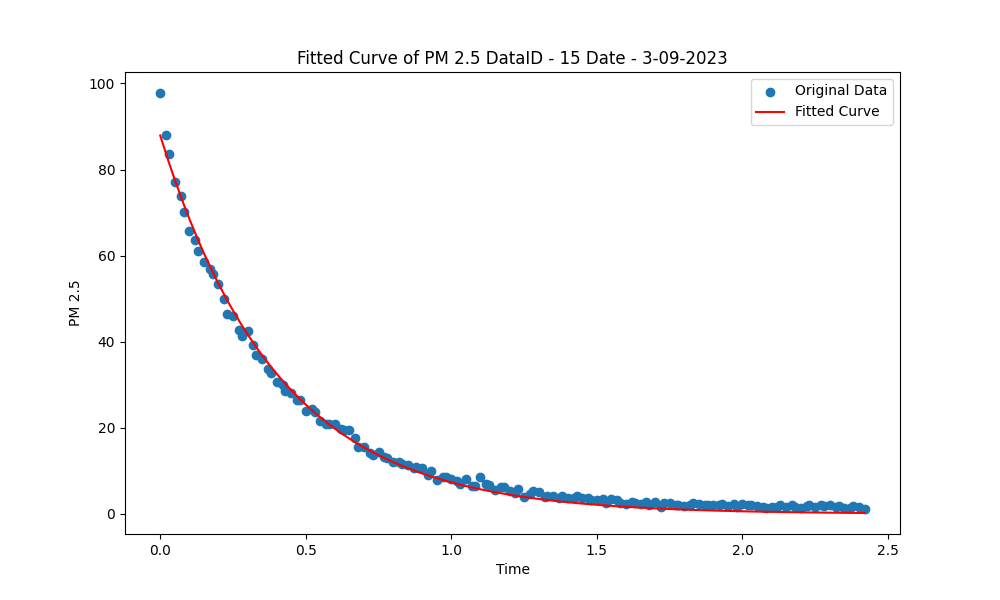 Fitted Curve of PM 2.5 DataID - 15 Date - 3-09-2023
Original Data
Fitted Curve
100
80
60
40
20
0
PM 2.5
0.0 0.5 1.0 1.5 2.0 2.5
Time